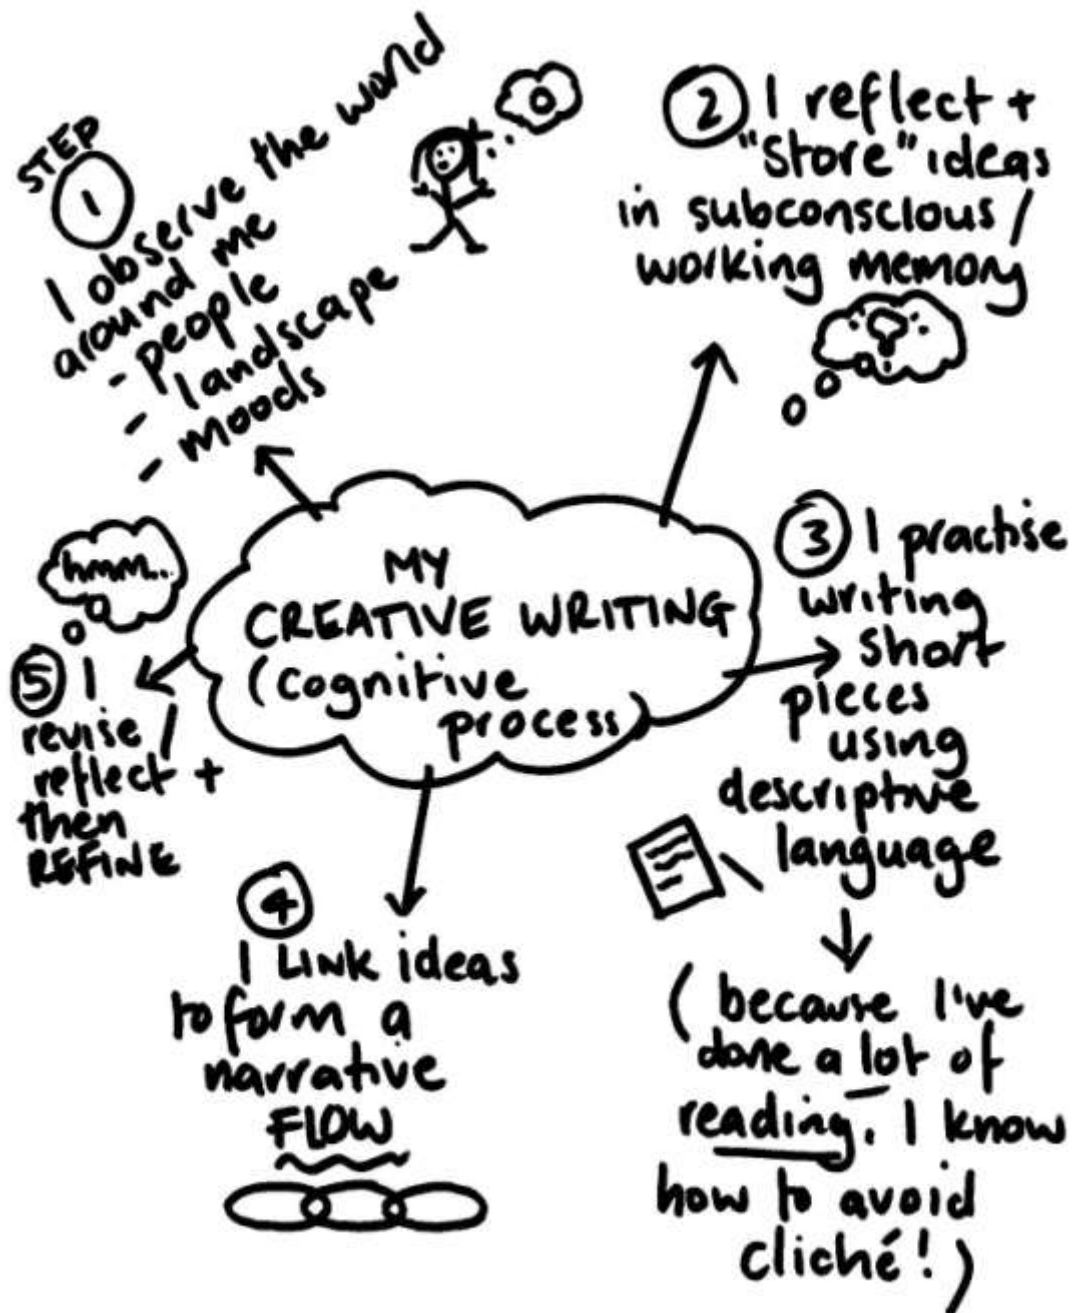 MY
CREATIVE WRITING
(cognitive
process)
STEP
1
I observe the world
around me
- people
- landscape
- moods
2 I reflect +
"Store" ideas
in subconscious /
working memory
3 I practise
writing
short
pieces
using
descriptive
language
(because I've
done a lot of
reading. I know
how to avoid
cliché!)
4
I LINK ideas
to form a
narrative
FLOW
hmm..
5 I
revise /
reflect +
then
REFINE